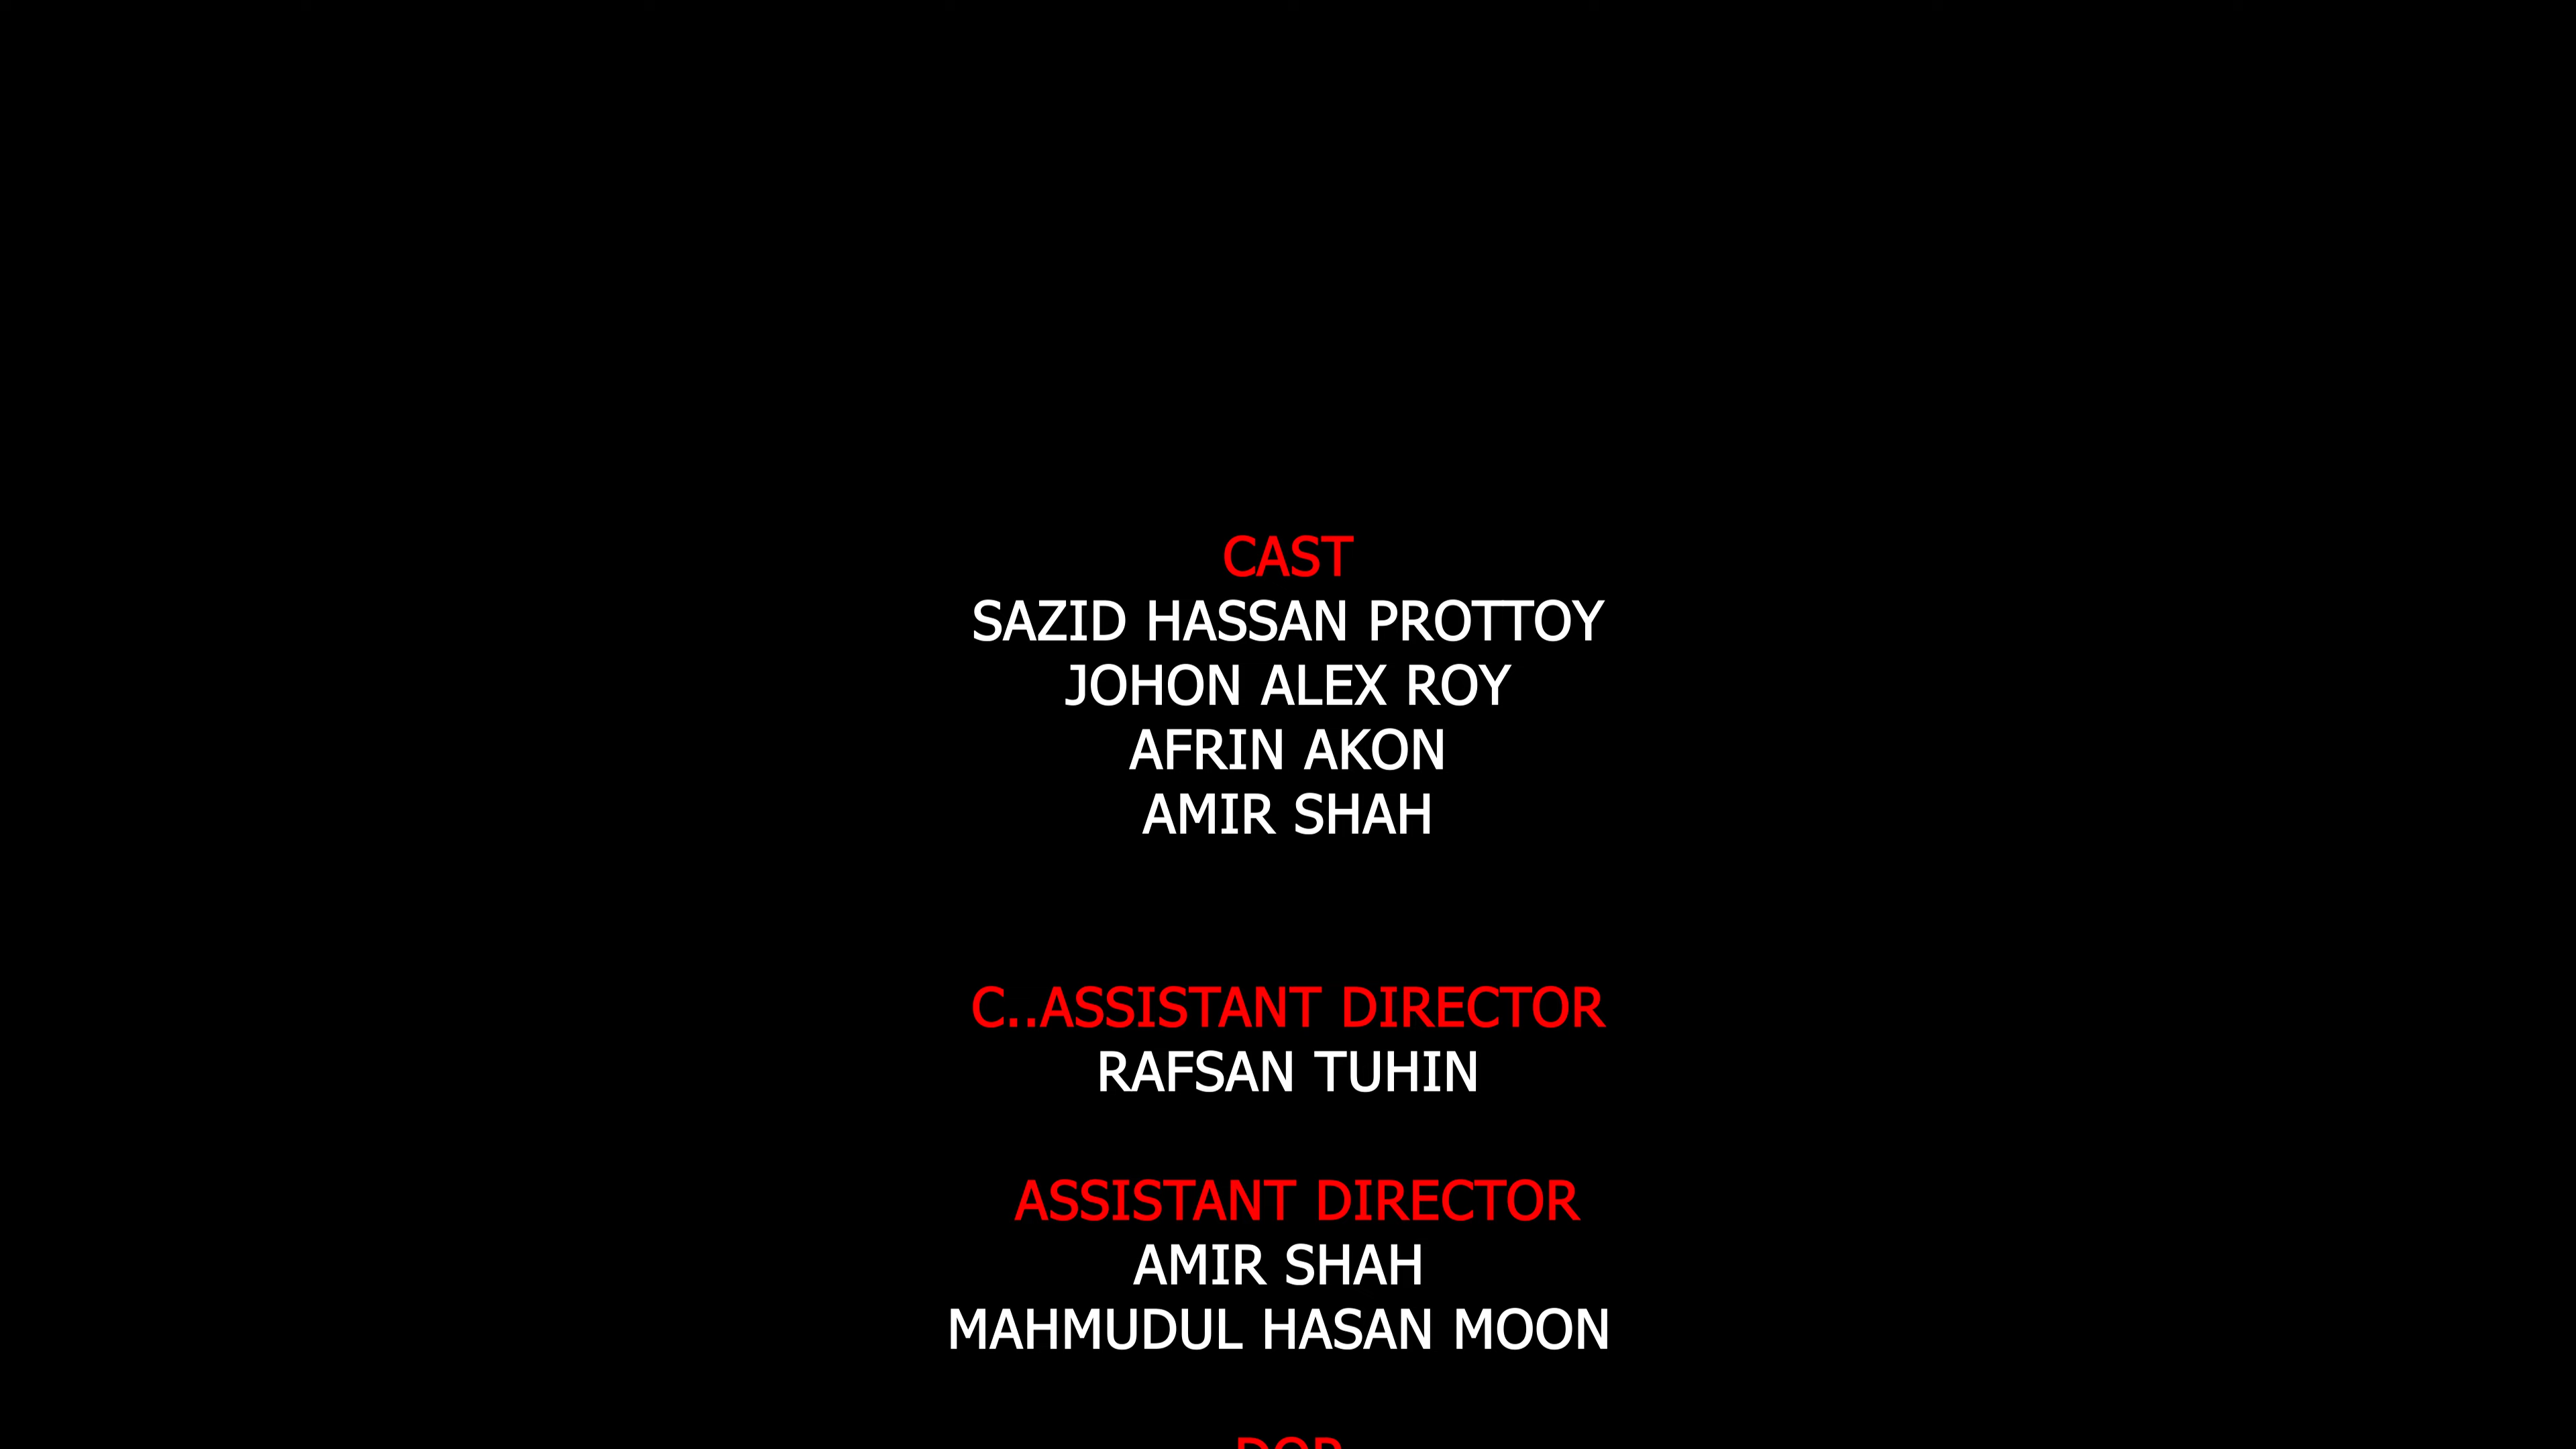 CAST
SAZID HASSAN PROTTOY
JOHON ALEX ROY
AFRIN AKON
AMIR SHAH
C..ASSISTANT DIRECTOR
RAFSAN TUHIN
ASSISTANT DIRECTOR
AMIR SHAH
MAHMUDUL HASAN MOON